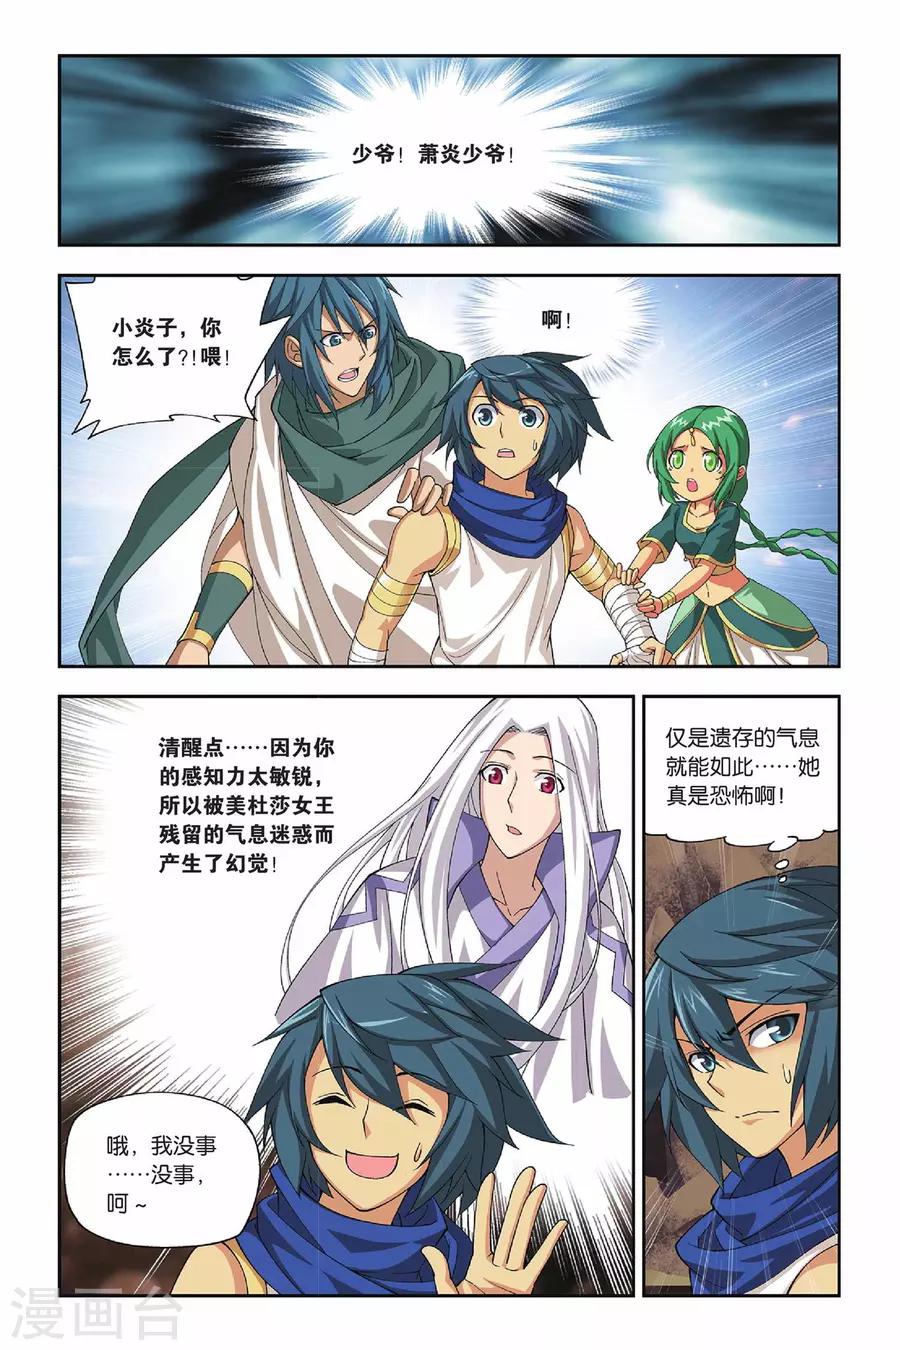 少爷！萧炎少爷！
小炎子，你
怎么了?!喂！
啊！
清醒点……因为你
的感知力太敏锐，
所以被美杜莎女王
残留的气息迷惑而
产生了幻觉！
仅是遗存的气息
就能如此……她
真是恐怖啊！
哦，我没事
……没事，
呵～
漫画台